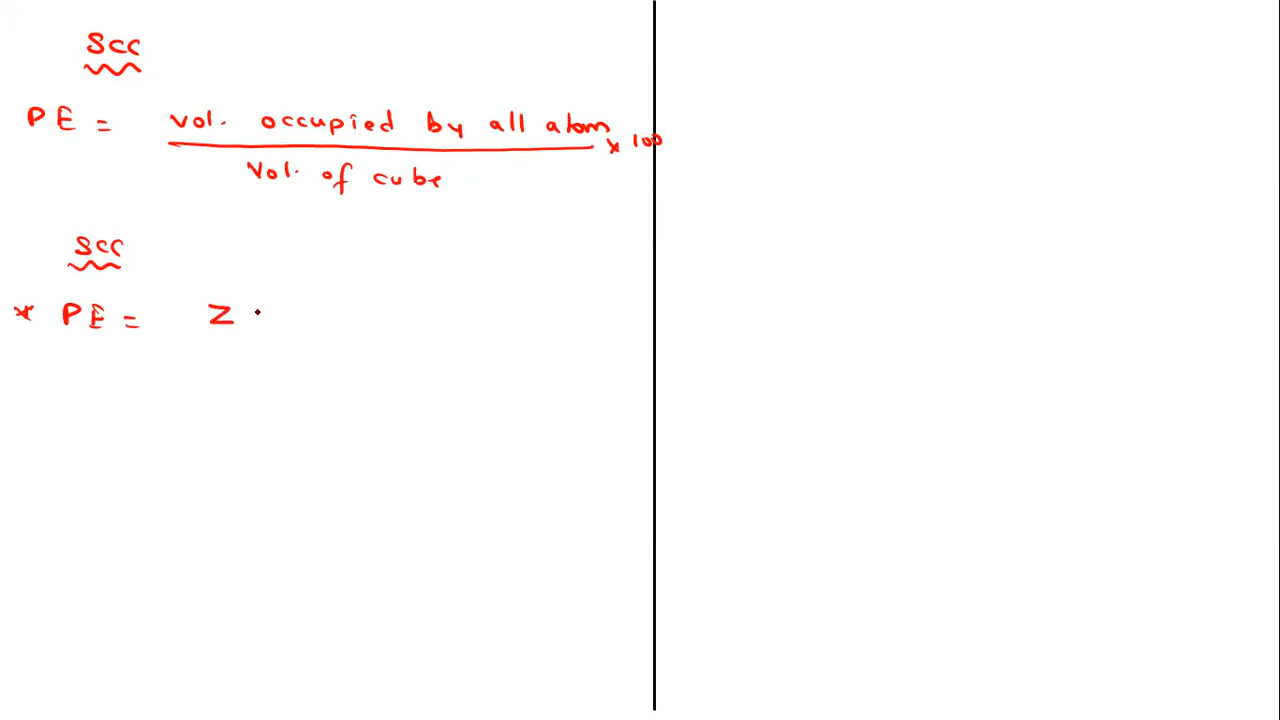 Scc
PE = vol. occupied by all atom × 100
Vol. of cube
Scc
* PE = Z